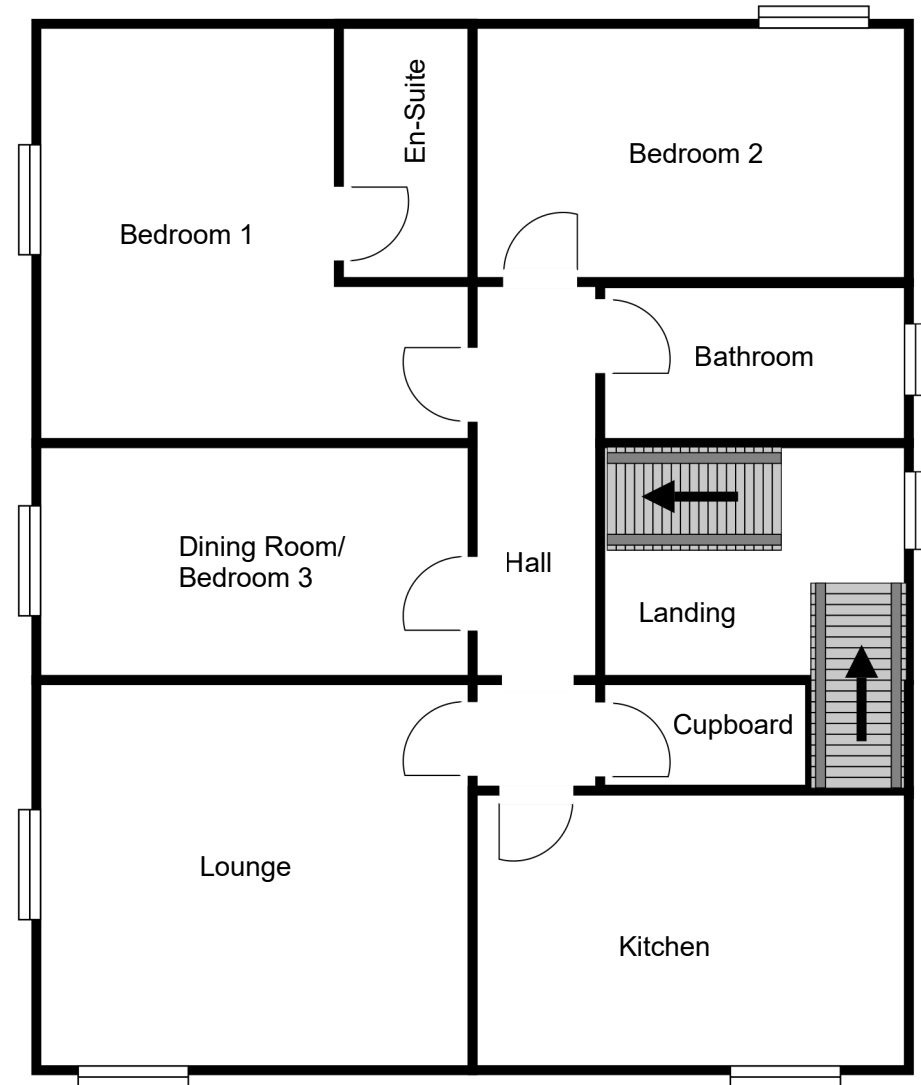 En-Suite
Bedroom 2
Bedroom 1
Bathroom
Dining Room/
Bedroom 3
Hall
Landing
Cupboard
Lounge
Kitchen